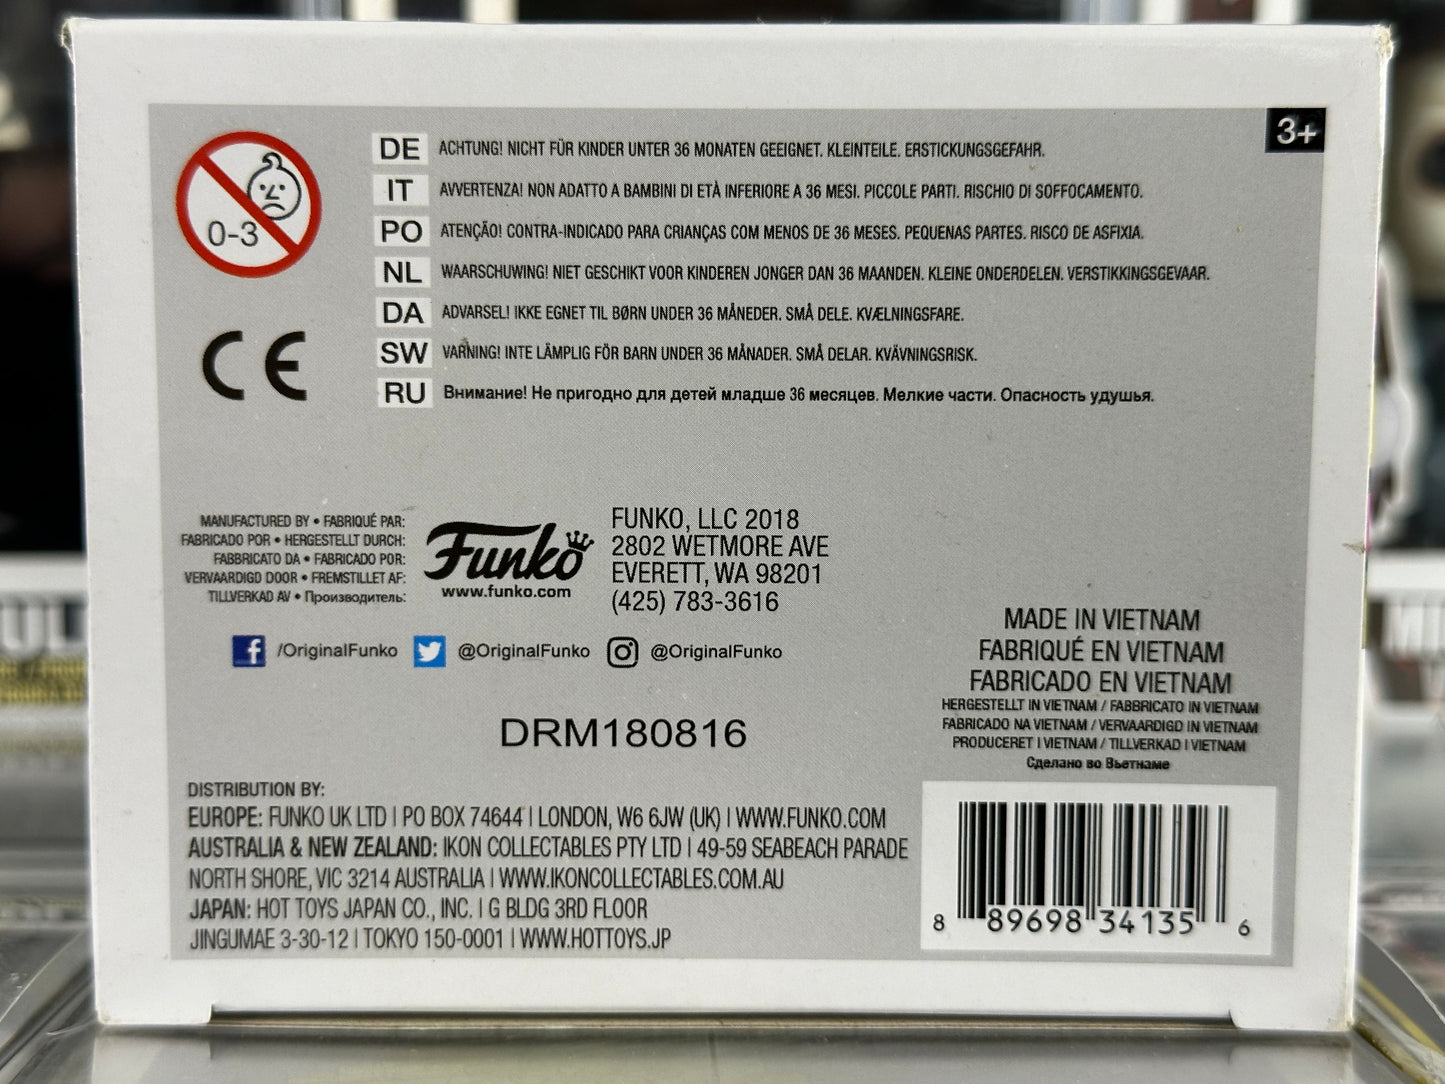 3+
0-3
DE ACHTUNG! NICHT FÜR KINDER UNTER 36 MONATEN GEEIGNET. KLEINTEILE. ERSTICKUNGSGEFAHR.
IT AVVERTENZA! NON ADATTO A BAMBINI DI ETÀ INFERIORE A 36 MESI. PICCOLE PARTI. RISCHIO DI SOFFOCAMENTO.
PO ATENÇÃO! CONTRA-INDICADO PARA CRIANÇAS COM MENOS DE 36 MESES. PEQUENAS PARTES. RISCO DE ASFIXIA.
NL WAARSCHUWING! NIET GESCHIKT VOOR KINDEREN JONGER DAN 36 MAANDEN. KLEINE ONDERDELEN. VERSTIKKINGSGEVAAR.
DA ADVARSEL! IKKE EGNET TIL BØRN UNDER 36 MÅNEDER. SMÅ DELE. KVÆLNINGSFARE.
SW VARNING! INTE LÄMPLIG FÖR BARN UNDER 36 MÅNADER. SMÅ DELAR. KVÄVNINGSRISK.
RU Внимание! Не пригодно для детей младше 36 месяцев. Мелкие части. Опасность удушья.
CE
MANUFACTURED BY • FABRIQUÉ PAR:
FABRICADO POR • HERGESTELLT DURCH:
FABBRICATO DA • FABRICADO POR:
VERVAARDIGD DOOR • FREMSTILLET AF:
TILLVERKAD AV • Производитель:
Funko
www.funko.com
FUNKO, LLC 2018
2802 WETMORE AVE
EVERETT, WA 98201
(425) 783-3616
/OriginalFunko @OriginalFunko @OriginalFunko
DRM180816
MADE IN VIETNAM
FABRIQUÉ EN VIETNAM
FABRICADO EN VIETNAM
HERGESTELLT IN VIETNAM / FABBRICATO IN VIETNAM
FABRICADO NA VIETNAM / VERVAARDIGD IN VIETNAM
PRODUCERET I VIETNAM / TILLVERKAD I VIETNAM
Сделано во Вьетнаме
DISTRIBUTION BY:
EUROPE: FUNKO UK LTD | PO BOX 74644 | LONDON, W6 6JW (UK) | WWW.FUNKO.COM
AUSTRALIA & NEW ZEALAND: IKON COLLECTABLES PTY LTD | 49-59 SEABEACH PARADE
NORTH SHORE, VIC 3214 AUSTRALIA | WWW.IKONCOLLECTABLES.COM.AU
JAPAN: HOT TOYS JAPAN CO., INC. | G BLDG 3RD FLOOR
JINGUMAE 3-30-12 | TOKYO 150-0001 | WWW.HOTTOYS.JP
8 89698 34135 6